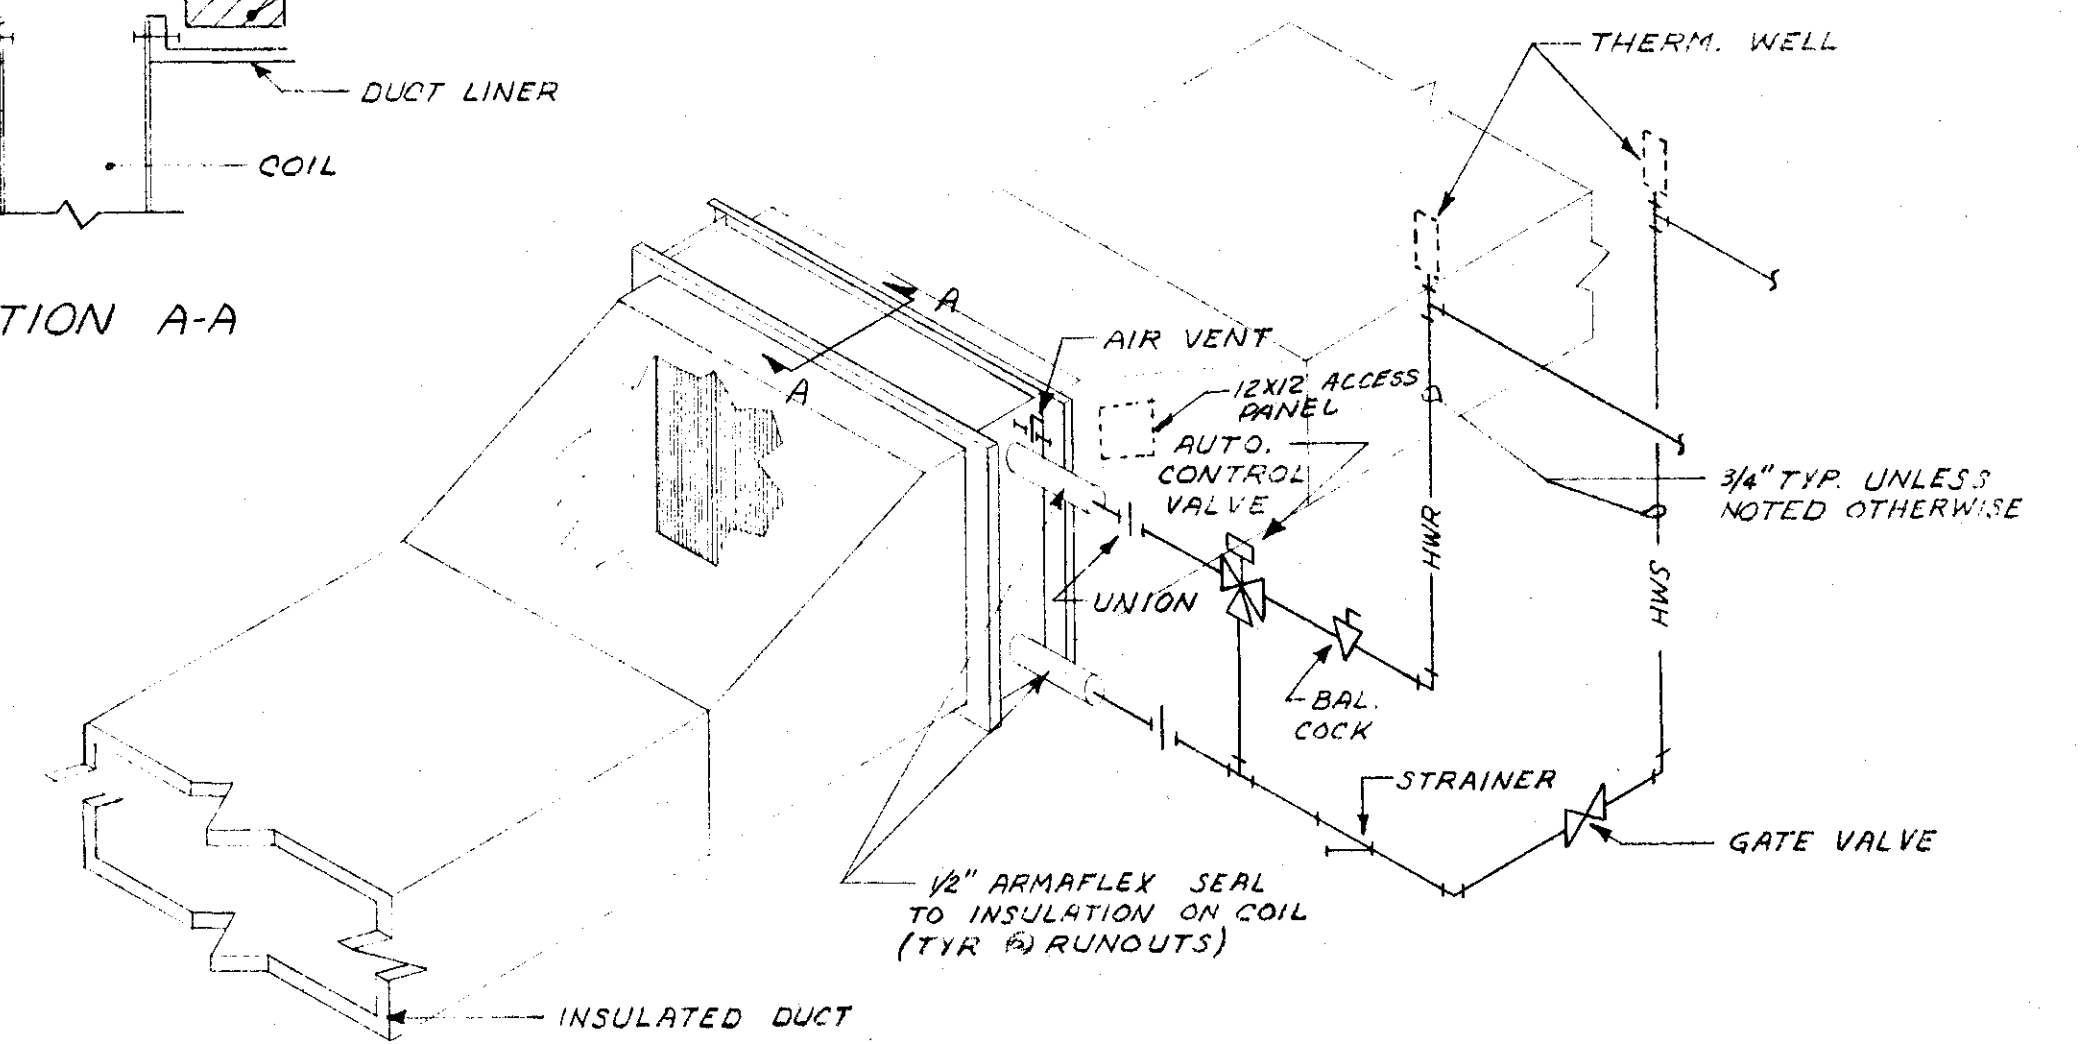 THERM. WELL
DUCT LINER
COIL
TION A-A
A
A
AIR VENT
12X12 ACCESS
PANEL
AUTO.
CONTROL
VALVE
3/4" TYP. UNLESS
NOTED OTHERWISE
HWR
HWS
UNION
BAL.
COCK
STRAINER
GATE VALVE
1/2" ARMAFLEX SEAL
TO INSULATION ON COIL
(TYP @ RUNOUTS)
INSULATED DUCT